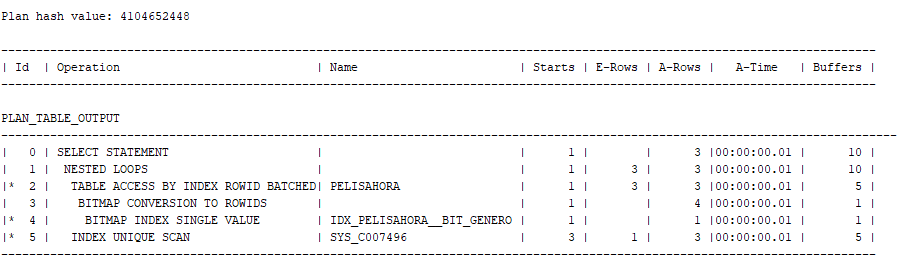 Plan hash value: 4104652448
---------------------------------------------------------------------------------------------------------------------------
| Id | Operation | Name | Starts | E-Rows | A-Rows | A-Time | Buffers |
---------------------------------------------------------------------------------------------------------------------------
PLAN_TABLE_OUTPUT
---------------------------------------------------------------------------------------------------------------------------
| 0 | SELECT STATEMENT | | 1 | | 3 |00:00:00.01 | 10 |
| 1 | NESTED LOOPS | | 1 | 3 | 3 |00:00:00.01 | 10 |
|* 2 | TABLE ACCESS BY INDEX ROWID BATCHED| PELISAHORA | 1 | 3 | 3 |00:00:00.01 | 5 |
| 3 | BITMAP CONVERSION TO ROWIDS | | 1 | | 4 |00:00:00.01 | 1 |
|* 4 | BITMAP INDEX SINGLE VALUE | IDX_PELISAHORA__BIT_GENERO | 1 | | 1 |00:00:00.01 | 1 |
|* 5 | INDEX UNIQUE SCAN | SYS_C007496 | 3 | 1 | 3 |00:00:00.01 | 5 |
---------------------------------------------------------------------------------------------------------------------------